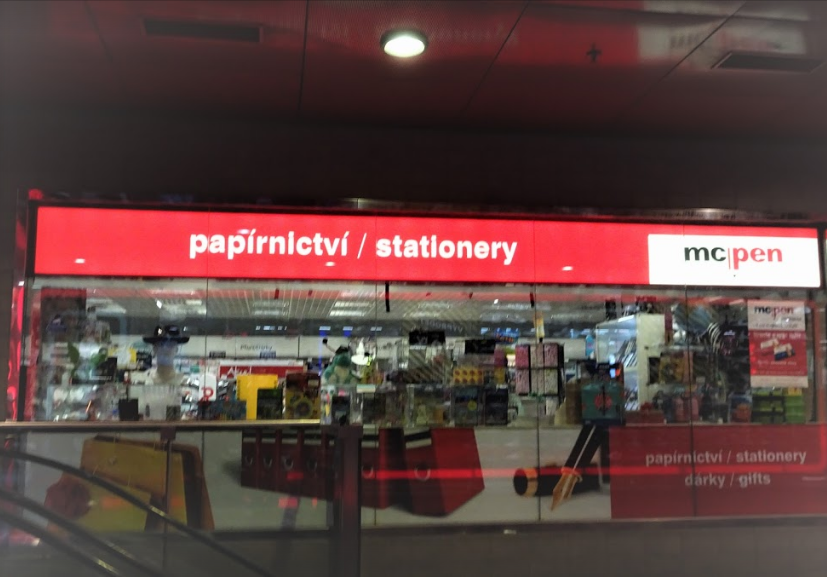 papírnictví / stationery
mc|pen
mc|pen
papírnictví / stationery
dárky / gifts